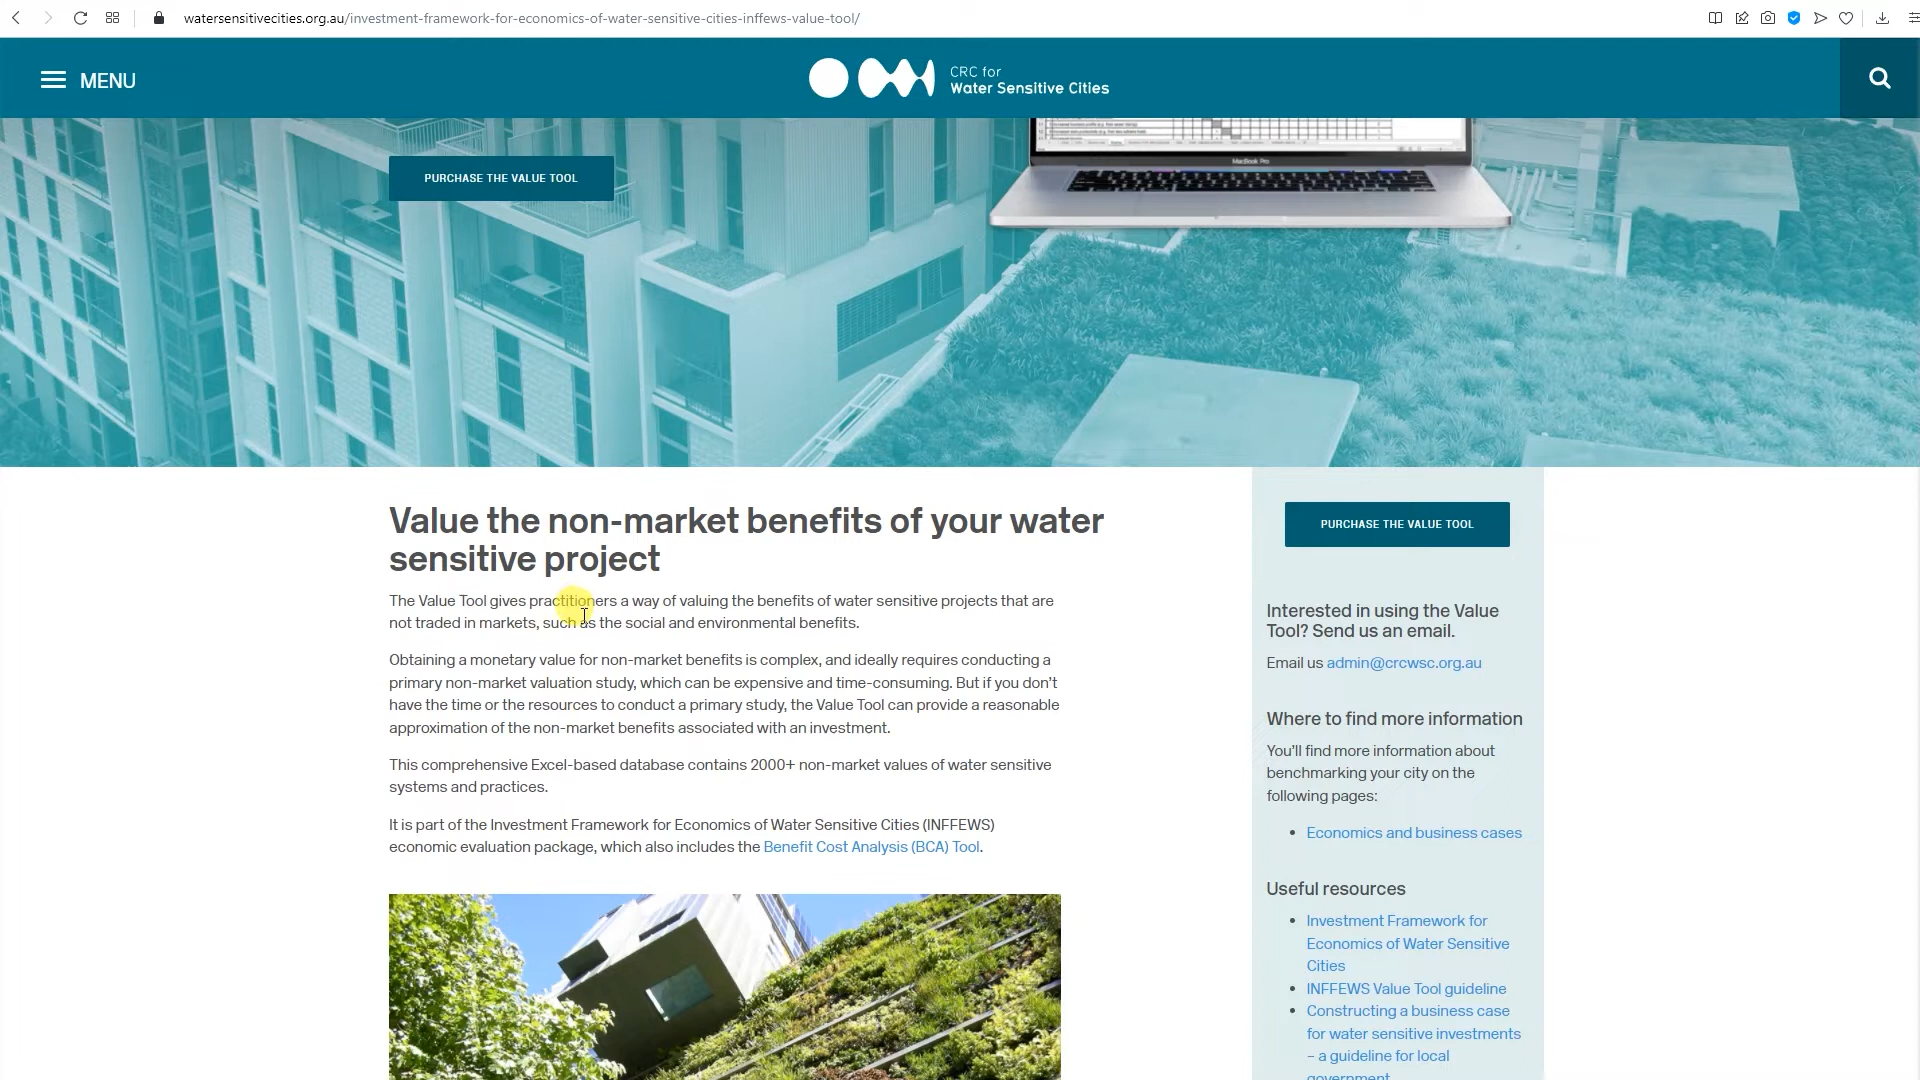 watersensitivecities.org.au/investment-framework-for-economics-of-water-sensitive-cities-inffews-value-tool/
MENU
CRC for
Water Sensitive Cities
MacBook Pro
PURCHASE THE VALUE TOOL
Value the non-market benefits of your water
sensitive project
The Value Tool gives practitioners a way of valuing the benefits of water sensitive projects that are
not traded in markets, such as the social and environmental benefits.
Obtaining a monetary value for non-market benefits is complex, and ideally requires conducting a
primary non-market valuation study, which can be expensive and time-consuming. But if you don't
have the time or the resources to conduct a primary study, the Value Tool can provide a reasonable
approximation of the non-market benefits associated with an investment.
This comprehensive Excel-based database contains 2000+ non-market values of water sensitive
systems and practices.
It is part of the Investment Framework for Economics of Water Sensitive Cities (INFFEWS)
economic evaluation package, which also includes the Benefit Cost Analysis (BCA) Tool.
PURCHASE THE VALUE TOOL
Interested in using the Value
Tool? Send us an email.
Email us admin@crcwsc.org.au
Where to find more information
You'll find more information about
benchmarking your city on the
following pages:
• Economics and business cases
Useful resources
• Investment Framework for
Economics of Water Sensitive
Cities
• INFFEWS Value Tool guideline
• Constructing a business case
for water sensitive investments
– a guideline for local
government